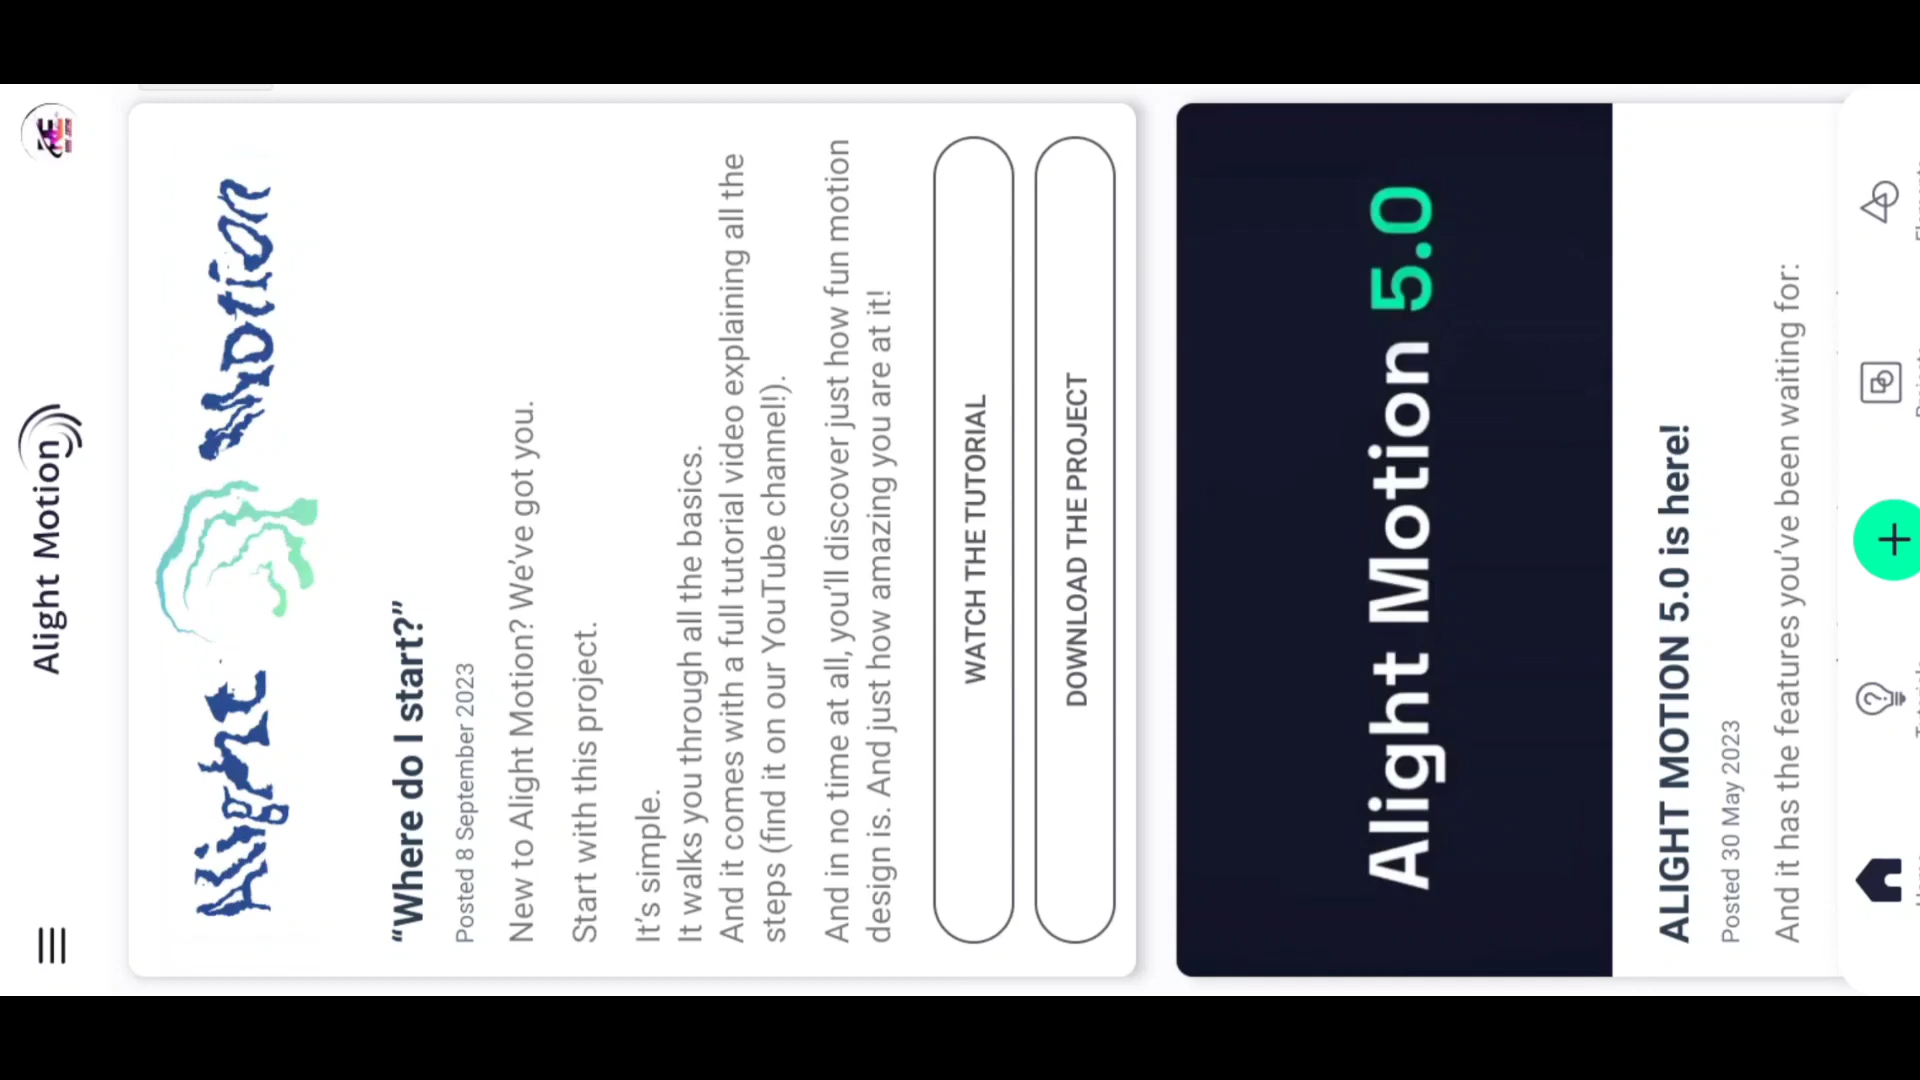 Alight Motion
Alight Motion
“Where do I start?”
Posted 8 September 2023
New to Alight Motion? We’ve got you.
Start with this project.
It’s simple.
It walks you through all the basics.
And it comes with a full tutorial video explaining all the
steps (find it on our YouTube channel!).
And in no time at all, you’ll discover just how fun motion
design is. And just how amazing you are at it!
WATCH THE TUTORIAL
DOWNLOAD THE PROJECT
Alight Motion 5.0
ALIGHT MOTION 5.0 is here!
Posted 30 May 2023
And it has the features you’ve been waiting for: